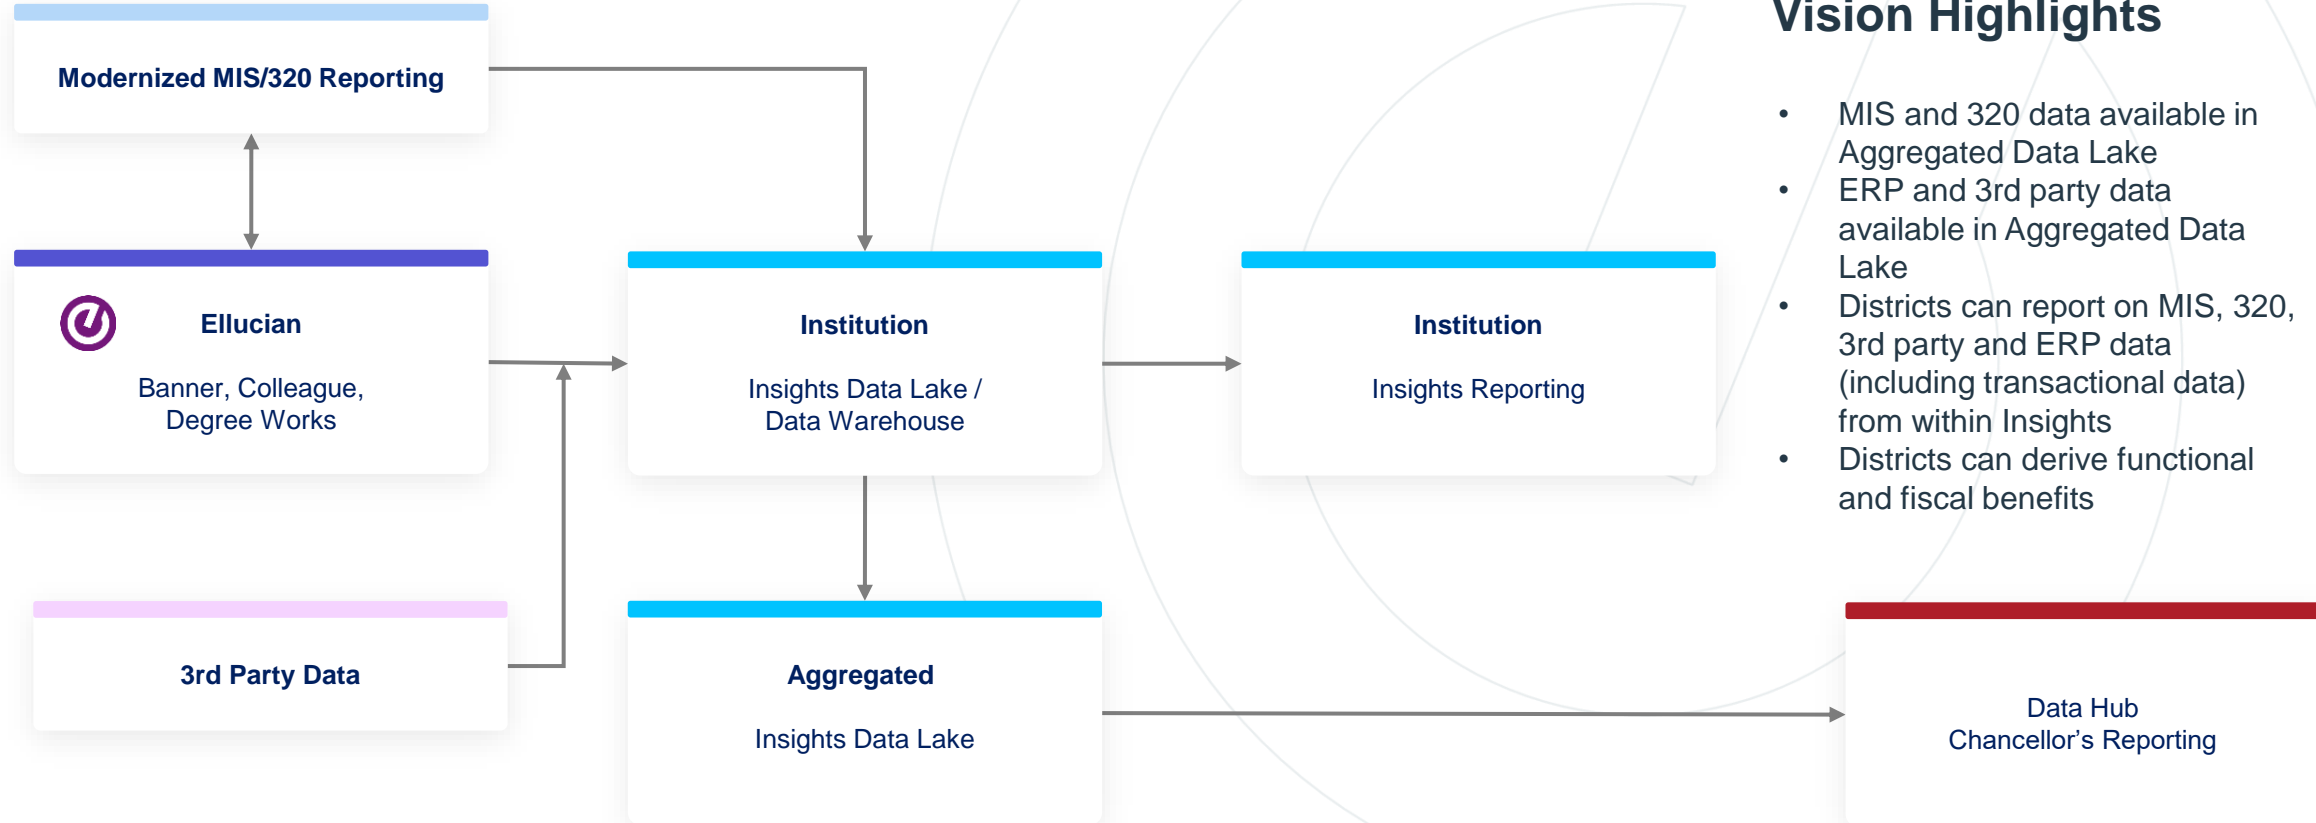 Modernized MIS/320 Reporting
Ellucian
Banner, Colleague,
Degree Works
3rd Party Data
Institution
Insights Data Lake /
Data Warehouse
Aggregated
Insights Data Lake
Institution
Insights Reporting
Vision Highlights
• MIS and 320 data available in
Aggregated Data Lake
• ERP and 3rd party data
available in Aggregated Data
Lake
• Districts can report on MIS, 320,
3rd party and ERP data
(including transactional data)
from within Insights
• Districts can derive functional
and fiscal benefits
Data Hub
Chancellor’s Reporting